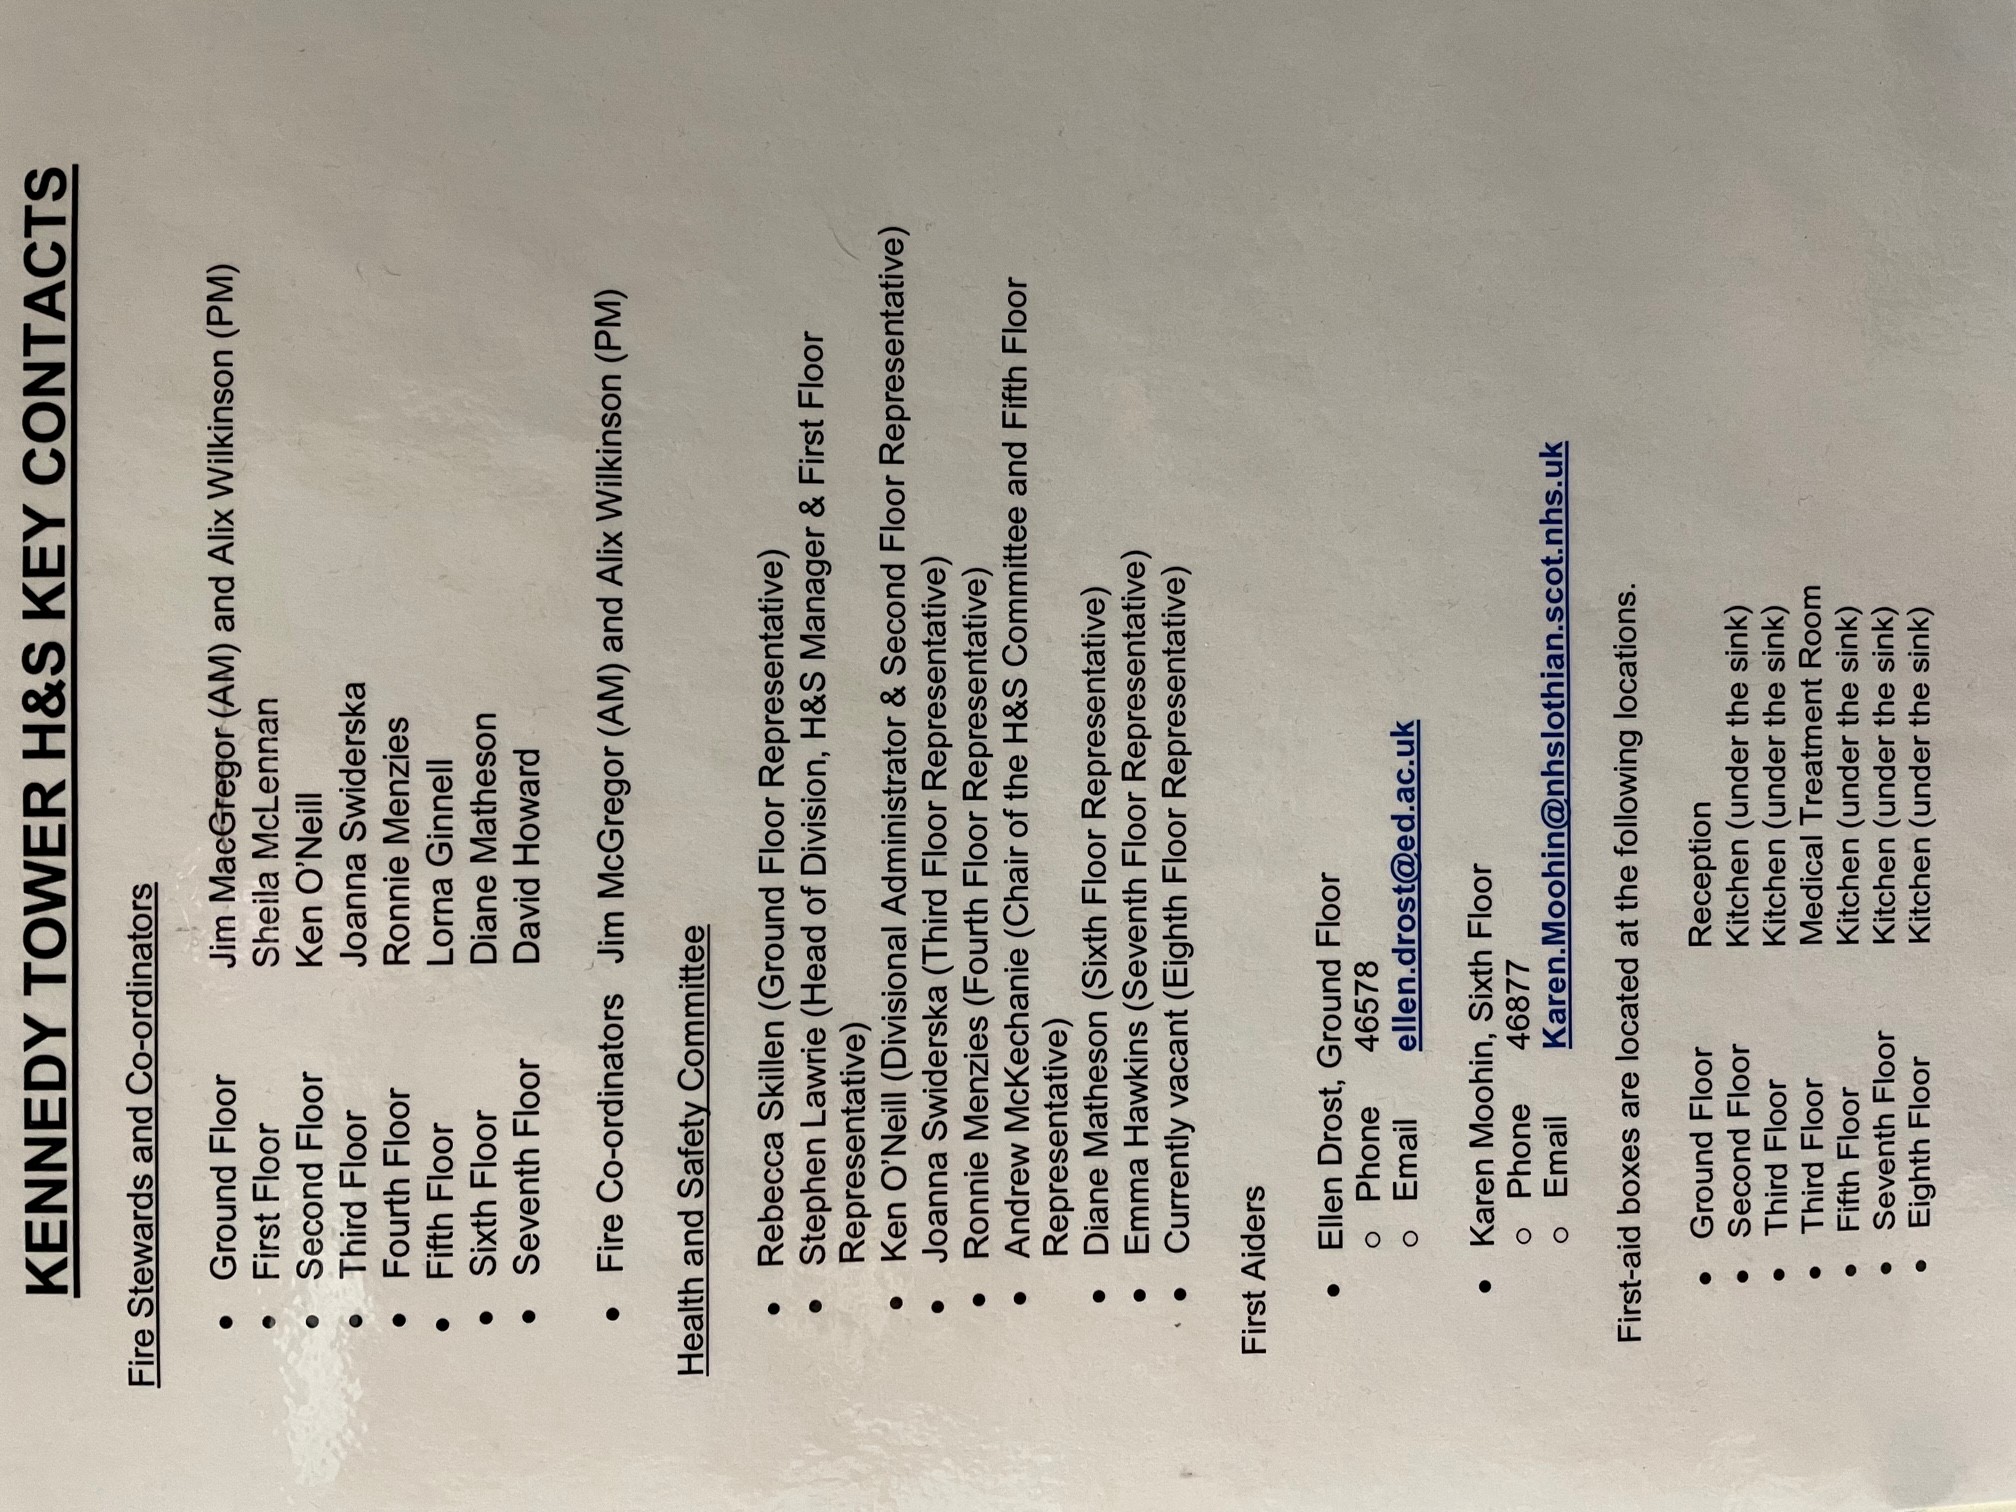 KENNEDY TOWER H&S KEY CONTACTS
Fire Stewards and Co-ordinators
• Ground Floor Jim MacGregor (AM) and Alix Wilkinson (PM)
• First Floor Sheila McLennan
• Second Floor Ken O'Neill
• Third Floor Joanna Swiderska
• Fourth Floor Ronnie Menzies
• Fifth Floor Lorna Ginnell
• Sixth Floor Diane Matheson
• Seventh Floor David Howard
• Fire Co-ordinators Jim McGregor (AM) and Alix Wilkinson (PM)
Health and Safety Committee
• Rebecca Skillen (Ground Floor Representative)
• Stephen Lawrie (Head of Division, H&S Manager & First Floor
Representative)
• Ken O'Neill (Divisional Administrator & Second Floor Representative)
• Joanna Swiderska (Third Floor Representative)
• Ronnie Menzies (Fourth Floor Representative)
• Andrew McKechanie (Chair of the H&S Committee and Fifth Floor
Representative)
• Diane Matheson (Sixth Floor Representative)
• Emma Hawkins (Seventh Floor Representative)
• Currently vacant (Eighth Floor Representative)
First Aiders
• Ellen Drost, Ground Floor
o Phone 46578
o Email ellen.drost@ed.ac.uk
• Karen Moohin, Sixth Floor
o Phone 46877
o Email Karen.Moohin@nhslothian.scot.nhs.uk
First-aid boxes are located at the following locations.
• Ground Floor Reception
• Second Floor Kitchen (under the sink)
• Third Floor Kitchen (under the sink)
• Third Floor Medical Treatment Room
• Fifth Floor Kitchen (under the sink)
• Seventh Floor Kitchen (under the sink)
• Eighth Floor Kitchen (under the sink)